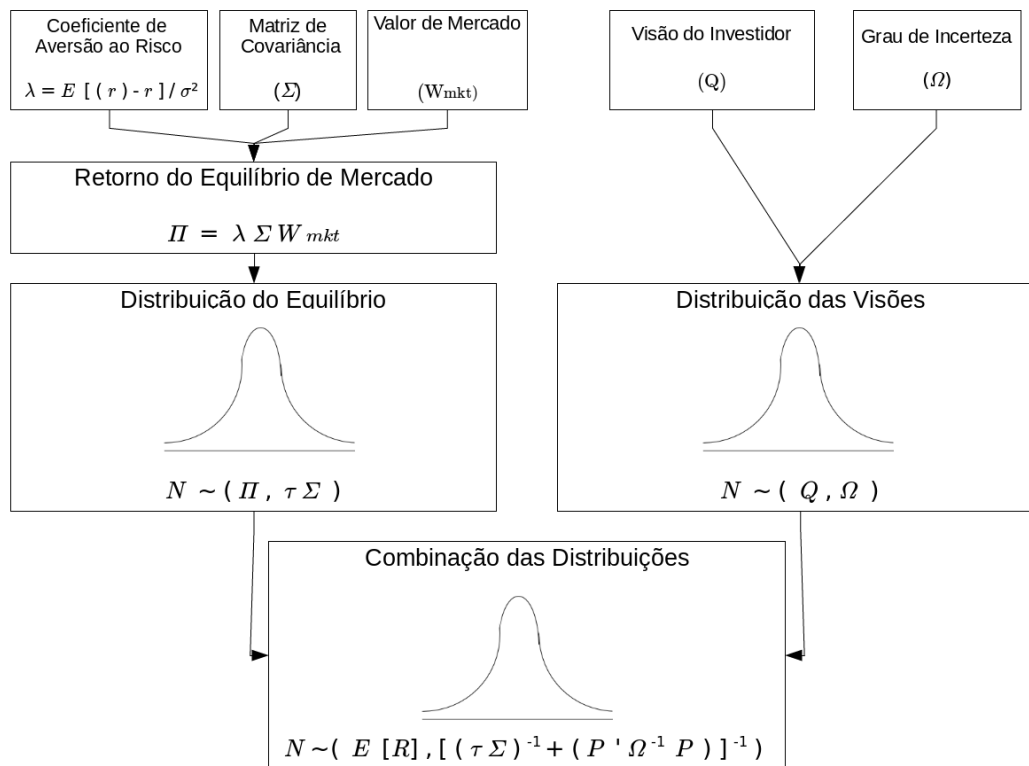 Coeficiente de
Aversão ao Risco
λ = E [ ( r ) - r ] / σ²
Matriz de
Covariância
(Σ)
Valor de Mercado
(Wmkt)
Visão do Investidor
(Q)
Grau de Incerteza
(Ω)
Retorno do Equilíbrio de Mercado
Π = λ Σ W mkt
Distribuicão do Equilíbrio
N ~ ( Π , τ Σ )
Distribuicão das Visões
N ~ ( Q , Ω )
Combinação das Distribuições
N ~ ( E [R] , [ ( τ Σ ) ⁻¹ + ( P ' Ω ⁻¹ P ) ] ⁻¹ )